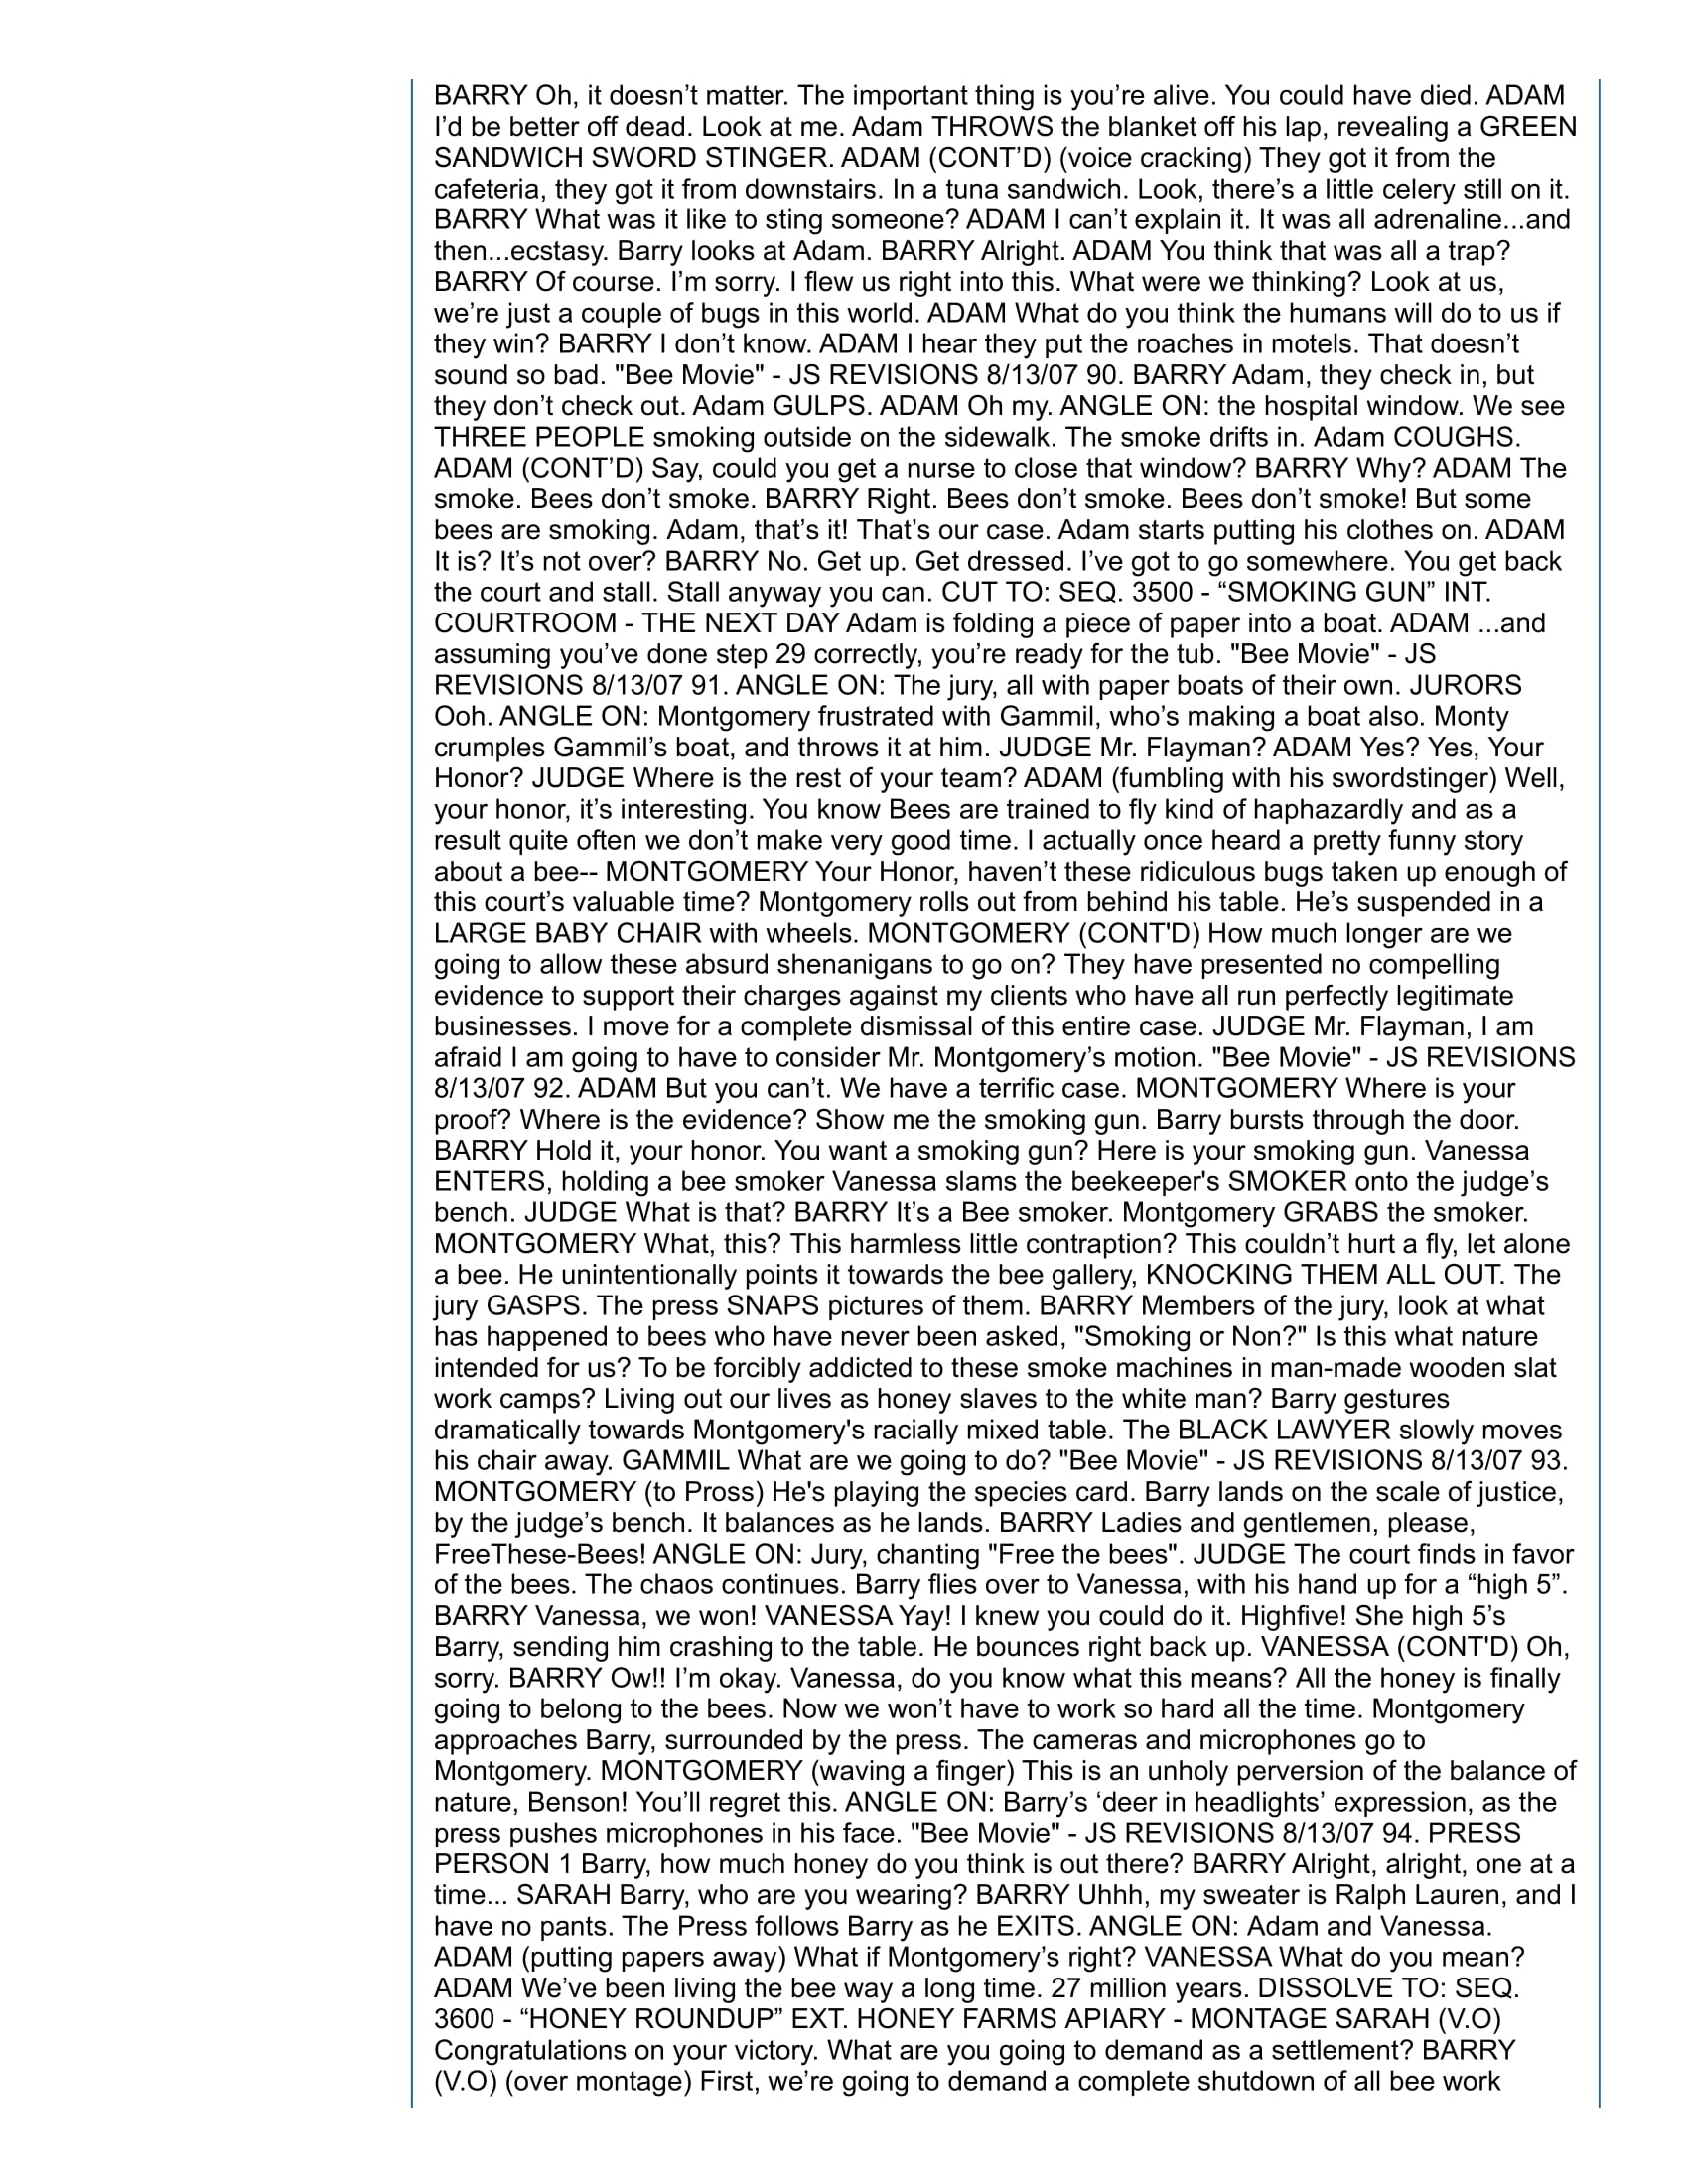 BARRY Oh, it doesn’t matter. The important thing is you’re alive. You could have died. ADAM
I’d be better off dead. Look at me. Adam THROWS the blanket off his lap, revealing a GREEN
SANDWICH SWORD STINGER. ADAM (CONT’D) (voice cracking) They got it from the
cafeteria, they got it from downstairs. In a tuna sandwich. Look, there’s a little celery still on it.
BARRY What was it like to sting someone? ADAM I can’t explain it. It was all adrenaline...and
then...ecstasy. Barry looks at Adam. BARRY Alright. ADAM You think that was all a trap?
BARRY Of course. I’m sorry. I flew us right into this. What were we thinking? Look at us,
we’re just a couple of bugs in this world. ADAM What do you think the humans will do to us if
they win? BARRY I don’t know. ADAM I hear they put the roaches in motels. That doesn’t
sound so bad. "Bee Movie" - JS REVISIONS 8/13/07 90. BARRY Adam, they check in, but
they don’t check out. Adam GULPS. ADAM Oh my. ANGLE ON: the hospital window. We see
THREE PEOPLE smoking outside on the sidewalk. The smoke drifts in. Adam COUGHS.
ADAM (CONT’D) Say, could you get a nurse to close that window? BARRY Why? ADAM The
smoke. Bees don’t smoke. BARRY Right. Bees don’t smoke. Bees don’t smoke! But some
bees are smoking. Adam, that’s it! That’s our case. Adam starts putting his clothes on. ADAM
It is? It’s not over? BARRY No. Get up. Get dressed. I’ve got to go somewhere. You get back
the court and stall. Stall anyway you can. CUT TO: SEQ. 3500 - “SMOKING GUN” INT.
COURTROOM - THE NEXT DAY Adam is folding a piece of paper into a boat. ADAM ...and
assuming you’ve done step 29 correctly, you’re ready for the tub. "Bee Movie" - JS
REVISIONS 8/13/07 91. ANGLE ON: The jury, all with paper boats of their own. JURORS
Ooh. ANGLE ON: Montgomery frustrated with Gammil, who’s making a boat also. Monty
crumples Gammil’s boat, and throws it at him. JUDGE Mr. Flayman? ADAM Yes? Yes, Your
Honor? JUDGE Where is the rest of your team? ADAM (fumbling with his swordstinger) Well,
your honor, it’s interesting. You know Bees are trained to fly kind of haphazardly and as a
result quite often we don’t make very good time. I actually once heard a pretty funny story
about a bee-- MONTGOMERY Your Honor, haven’t these ridiculous bugs taken up enough of
this court’s valuable time? Montgomery rolls out from behind his table. He’s suspended in a
LARGE BABY CHAIR with wheels. MONTGOMERY (CONT'D) How much longer are we
going to allow these absurd shenanigans to go on? They have presented no compelling
evidence to support their charges against my clients who have all run perfectly legitimate
businesses. I move for a complete dismissal of this entire case. JUDGE Mr. Flayman, I am
afraid I am going to have to consider Mr. Montgomery’s motion. "Bee Movie" - JS REVISIONS
8/13/07 92. ADAM But you can’t. We have a terrific case. MONTGOMERY Where is your
proof? Where is the evidence? Show me the smoking gun. Barry bursts through the door.
BARRY Hold it, your honor. You want a smoking gun? Here is your smoking gun. Vanessa
ENTERS, holding a bee smoker Vanessa slams the beekeeper's SMOKER onto the judge’s
bench. JUDGE What is that? BARRY It’s a Bee smoker. Montgomery GRABS the smoker.
MONTGOMERY What, this? This harmless little contraption? This couldn’t hurt a fly, let alone
a bee. He unintentionally points it towards the bee gallery, KNOCKING THEM ALL OUT. The
jury GASPS. The press SNAPS pictures of them. BARRY Members of the jury, look at what
has happened to bees who have never been asked, "Smoking or Non?" Is this what nature
intended for us? To be forcibly addicted to these smoke machines in man-made wooden slat
work camps? Living out our lives as honey slaves to the white man? Barry gestures
dramatically towards Montgomery's racially mixed table. The BLACK LAWYER slowly moves
his chair away. GAMMIL What are we going to do? "Bee Movie" - JS REVISIONS 8/13/07 93.
MONTGOMERY (to Pross) He's playing the species card. Barry lands on the scale of justice,
by the judge’s bench. It balances as he lands. BARRY Ladies and gentlemen, please,
FreeThese-Bees! ANGLE ON: Jury, chanting "Free the bees". JUDGE The court finds in favor
of the bees. The chaos continues. Barry flies over to Vanessa, with his hand up for a “high 5”.
BARRY Vanessa, we won! VANESSA Yay! I knew you could do it. Highfive! She high 5’s
Barry, sending him crashing to the table. He bounces right back up. VANESSA (CONT'D) Oh,
sorry. BARRY Ow!! I’m okay. Vanessa, do you know what this means? All the honey is finally
going to belong to the bees. Now we won’t have to work so hard all the time. Montgomery
approaches Barry, surrounded by the press. The cameras and microphones go to
Montgomery. MONTGOMERY (waving a finger) This is an unholy perversion of the balance of
nature, Benson! You’ll regret this. ANGLE ON: Barry’s ‘deer in headlights’ expression, as the
press pushes microphones in his face. "Bee Movie" - JS REVISIONS 8/13/07 94. PRESS
PERSON 1 Barry, how much honey do you think is out there? BARRY Alright, alright, one at a
time... SARAH Barry, who are you wearing? BARRY Uhhh, my sweater is Ralph Lauren, and I
have no pants. The Press follows Barry as he EXITS. ANGLE ON: Adam and Vanessa.
ADAM (putting papers away) What if Montgomery’s right? VANESSA What do you mean?
ADAM We’ve been living the bee way a long time. 27 million years. DISSOLVE TO: SEQ.
3600 - “HONEY ROUNDUP” EXT. HONEY FARMS APIARY - MONTAGE SARAH (V.O)
Congratulations on your victory. What are you going to demand as a settlement? BARRY
(V.O) (over montage) First, we’re going to demand a complete shutdown of all bee work